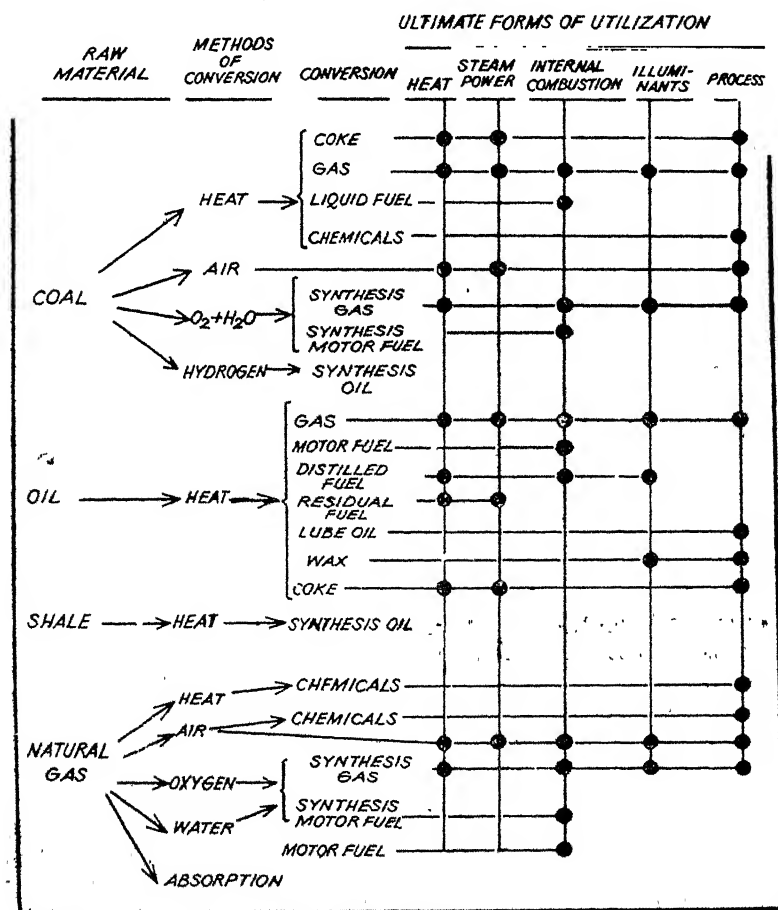 ULTIMATE FORMS OF UTILIZATION
RAW
MATERIAL
METHODS
OF
CONVERSION
CONVERSION
HEAT
STEAM
POWER
INTERNAL
COMBUSTION
ILLUMI-
NANTS
PROCESS
COAL
HEAT
COKE
GAS
LIQUID FUEL
CHEMICALS
AIR
O₂+H₂O
SYNTHESIS
GAS
SYNTHESIS
MOTOR FUEL
HYDROGEN
SYNTHESIS
OIL
OIL
HEAT
GAS
MOTOR FUEL
DISTILLED
FUEL
RESIDUAL
FUEL
LUBE OIL
WAX
COKE
SHALE
HEAT
SYNTHESIS OIL
NATURAL
GAS
HEAT
CHEMICALS
AIR
CHEMICALS
OXYGEN
SYNTHESIS
GAS
WATER
SYNTHESIS
MOTOR FUEL
MOTOR FUEL
ABSORPTION